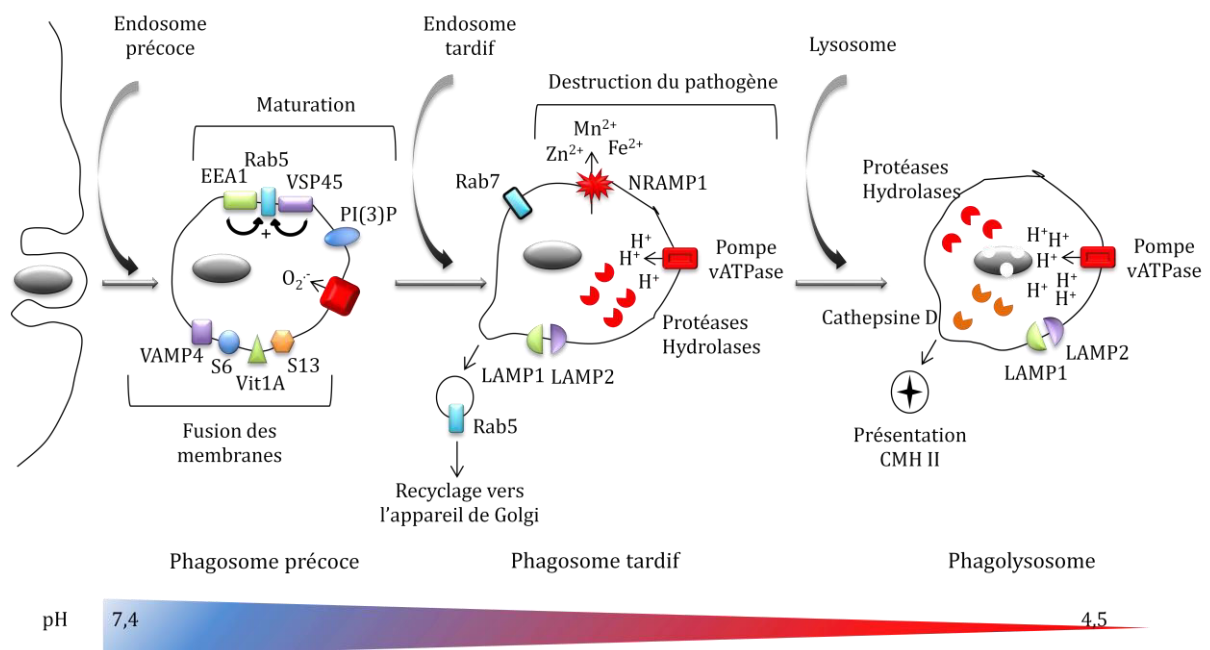 Endosome
précoce
Endosome
tardif
Lysosome
Maturation
Destruction du pathogène
EEA1
Rab5
VSP45
PI(3)P
+
O₂·⁻
VAMP4
S6
Vit1A
S13
Fusion des
membranes
Rab7
Zn²⁺
Mn²⁺
Fe²⁺
NRAMP1
H⁺
H⁺
H⁺
Pompe
vATPase
Protéases
Hydrolases
LAMP1
LAMP2
Rab5
Recyclage vers
l'appareil de Golgi
Protéases
Hydrolases
H⁺
H⁺
H⁺
H⁺
H⁺
H⁺
Pompe
vATPase
Cathepsine D
LAMP2
LAMP1
Présentation
CMH II
Phagosome précoce
Phagosome tardif
Phagolysosome
pH
7,4
4,5